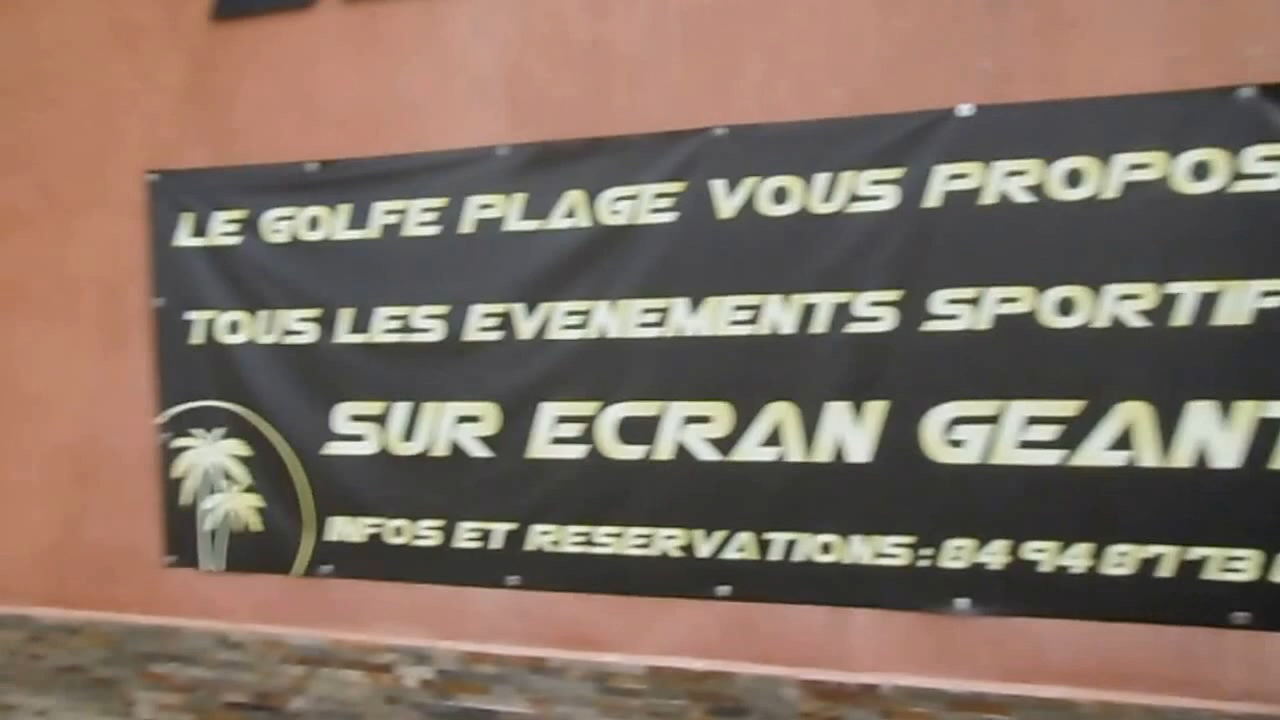 LE GOLFE PLAGE VOUS PROPOS
TOUS LES EVENEMENTS SPORTIF
SUR ECRAN GEANT
INFOS ET RESERVATIONS: